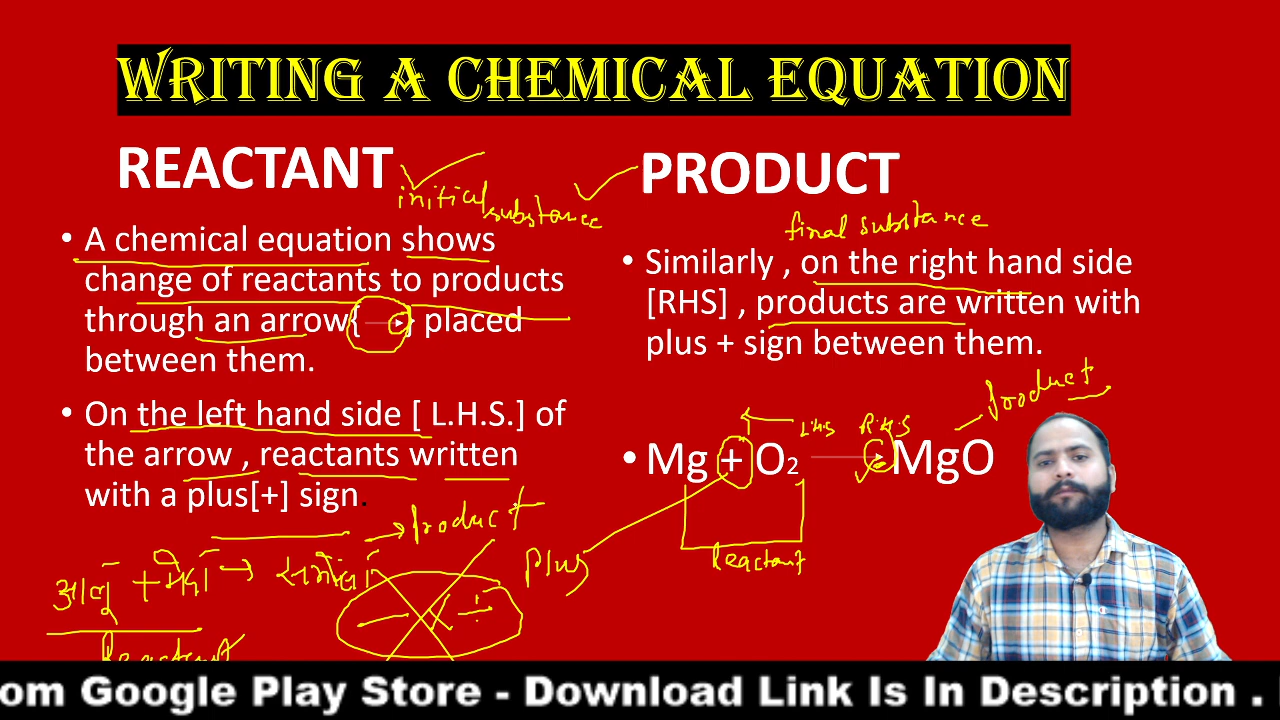 WRITING A CHEMICAL EQUATION
REACTANT
initial substance
• A chemical equation shows
change of reactants to products
through an arrow{ → } placed
between them.
• On the left hand side [ L.H.S.] of
the arrow , reactants written
with a plus[+] sign.
→ Product
आलू + मैदा → समोसा
Reactant
− × ÷
PRODUCT
final substance
• Similarly , on the right hand side
[RHS] , products are written with
plus + sign between them.
Product
L.H.S R.H.S
• Mg + O₂ → MgO
Reactant
Plus
om Google Play Store - Download Link Is In Description .